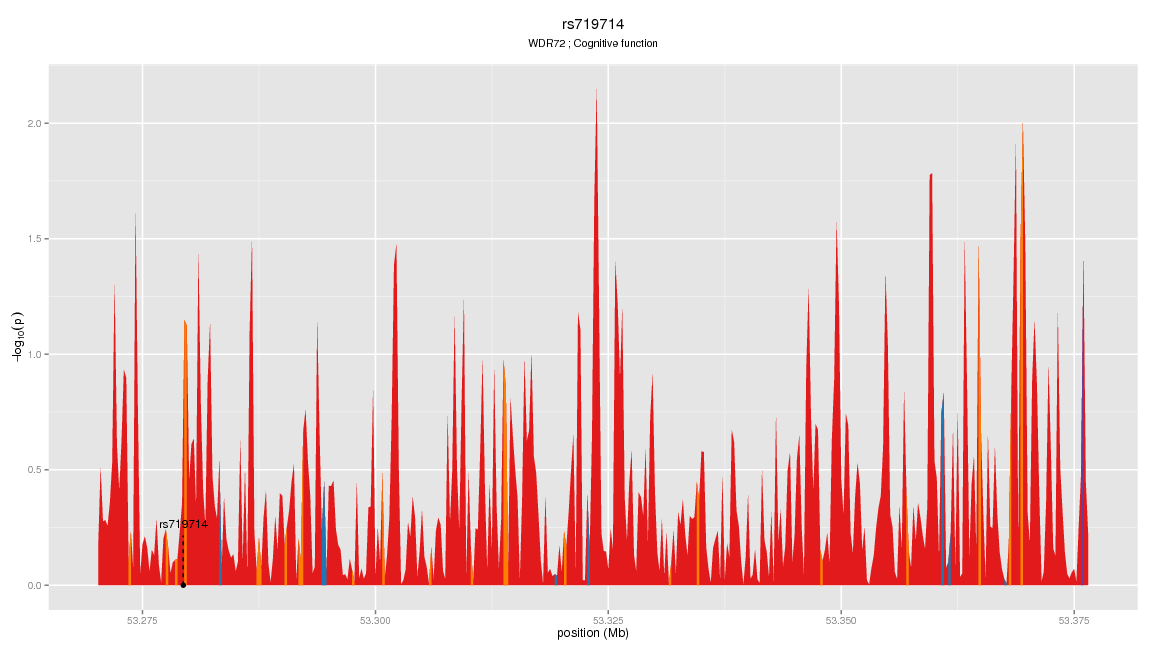 rs719714
WDR72 ; Cognitive function
2.0
1.5
1.0
0.5
0.0
−log10(p)
rs719714
53.275
53.300
53.325
53.350
53.375
position (Mb)